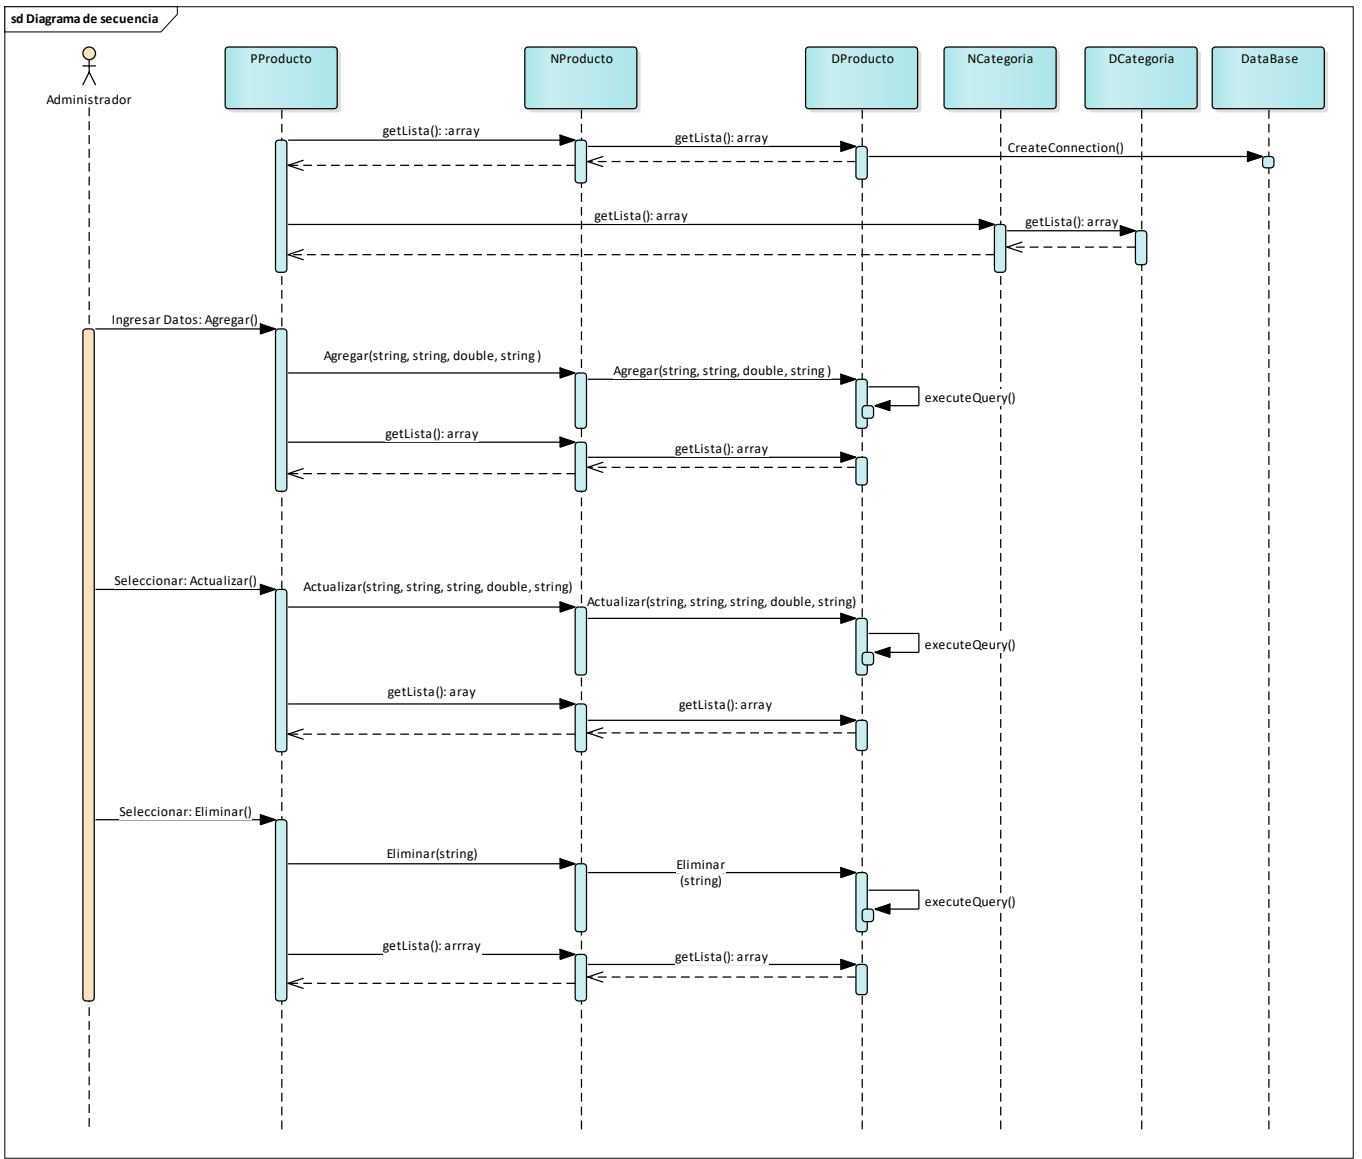 sd Diagrama de secuencia
Administrador
PProducto
NProducto
DProducto
NCategoria
DCategoria
DataBase
getLista(): :array
getLista(): array
CreateConnection()
getLista(): array
getLista(): array
Ingresar Datos: Agregar()
Agregar(string, string, double, string )
Agregar(string, string, double, string )
executeQuery()
getLista(): array
getLista(): array
Seleccionar: Actualizar()
Actualizar(string, string, string, double, string)
Actualizar(string, string, string, double, string)
executeQeury()
getLista(): aray
getLista(): array
Seleccionar: Eliminar()
Eliminar(string)
Eliminar
(string)
executeQuery()
getLista(): arrray
getLista(): array